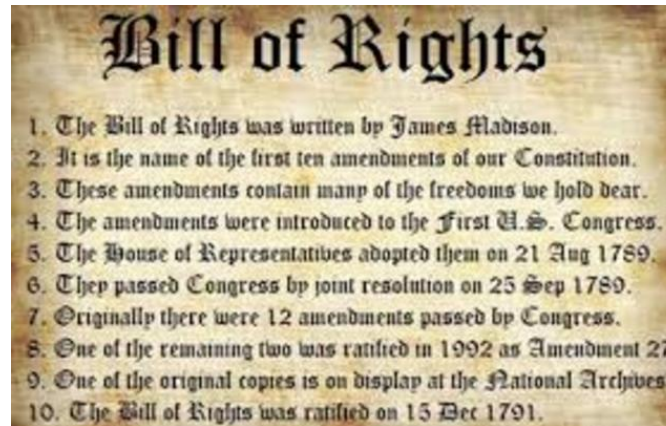 Bill of Rights
1. The Bill of Rights was written by James Madison.
2. It is the name of the first ten amendments of our Constitution.
3. These amendments contain many of the freedoms we hold dear.
4. The amendments were introduced to the First U.S. Congress.
5. The House of Representatives adopted them on 21 Aug 1789.
6. They passed Congress by joint resolution on 25 Sep 1789.
7. Originally there were 12 amendments passed by Congress.
8. One of the remaining two was ratified in 1992 as Amendment 27
9. One of the original copies is on display at the National Archives
10. The Bill of Rights was ratified on 15 Dec 1791.